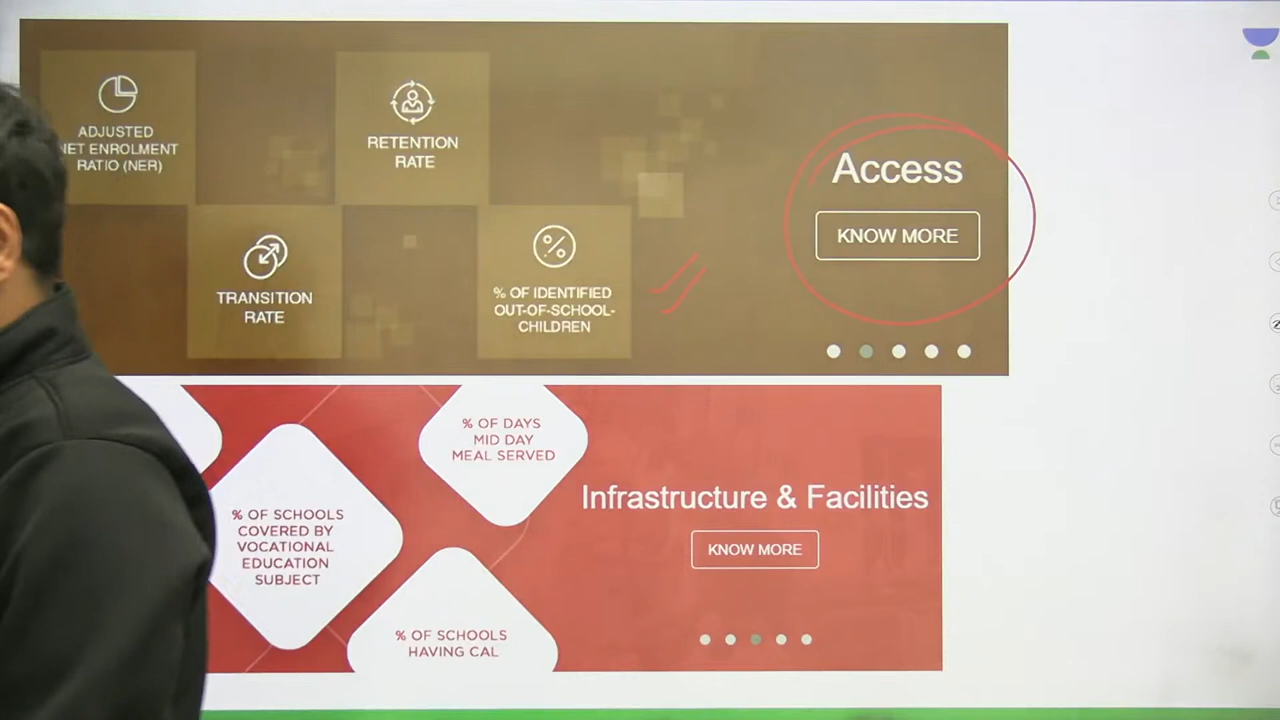 ADJUSTED
NET ENROLMENT
RATIO (NER)
RETENTION
RATE
TRANSITION
RATE
% OF IDENTIFIED
OUT-OF-SCHOOL-
CHILDREN
Access
KNOW MORE
% OF DAYS
MID DAY
MEAL SERVED
% OF SCHOOLS
COVERED BY
VOCATIONAL
EDUCATION
SUBJECT
% OF SCHOOLS
HAVING CAL
Infrastructure & Facilities
KNOW MORE